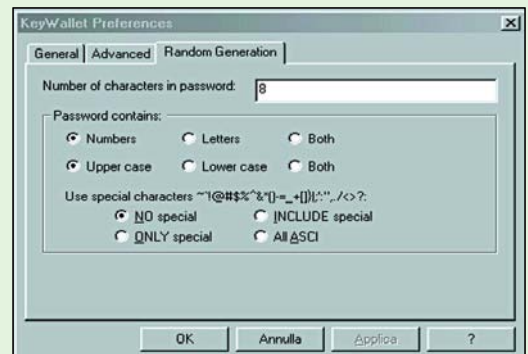 KeyWallet Preferences
General Advanced Random Generation
Number of characters in password: 8
Password contains:
Numbers Letters Both
Upper case Lower case Both
Use special characters ~`!@#$%^&*()-=_+[])|\;:'",./<>?:
NO special INCLUDE special
ONLY special All ASCI
OK Annulla Applica ?